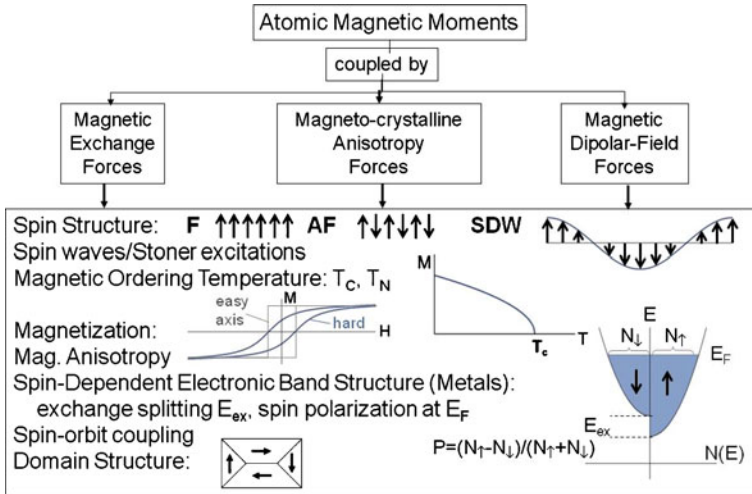 Atomic Magnetic Moments
coupled by
Magnetic
Exchange
Forces
Magneto-crystalline
Anisotropy
Forces
Magnetic
Dipolar-Field
Forces
Spin Structure: F AF SDW
Spin waves/Stoner excitations
Magnetic Ordering Temperature: T_C, T_N
M
T_c T
easy
axis
M
hard
H
Magnetization:
Mag. Anisotropy
Spin-Dependent Electronic Band Structure (Metals):
exchange splitting E_ex, spin polarization at E_F
Spin-orbit coupling
Domain Structure:
P=(N↑-N↓)/(N↑+N↓)
E
N↓ N↑
E_F
E_ex
N(E)